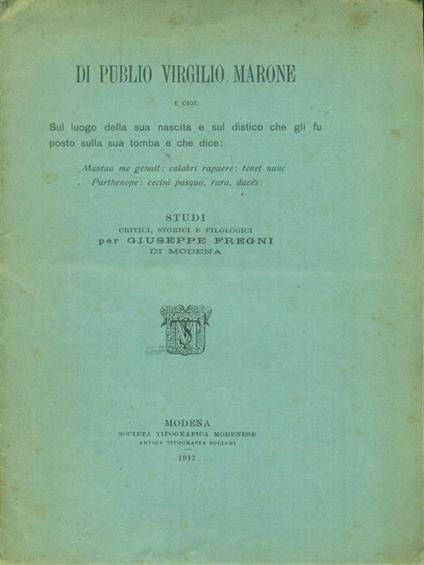 DI PUBLIO VIRGILIO MARONE
E CIOÈ
Sul luogo della sua nascita e sul distico che gli fu
posto sulla sua tomba e che dice:
Mantua me genuit: calabri rapuere: tenet nunc
Parthenope: cecini pasqua, rura, duces:
STUDI
CRITICI, STORICI E FILOLOGICI
per GIUSEPPE FREGNI
DI MODENA
MODENA
SOCIETÀ TIPOGRAFICA MODENESE
ANTICA TIPOGRAFIA SOLIANI
1917